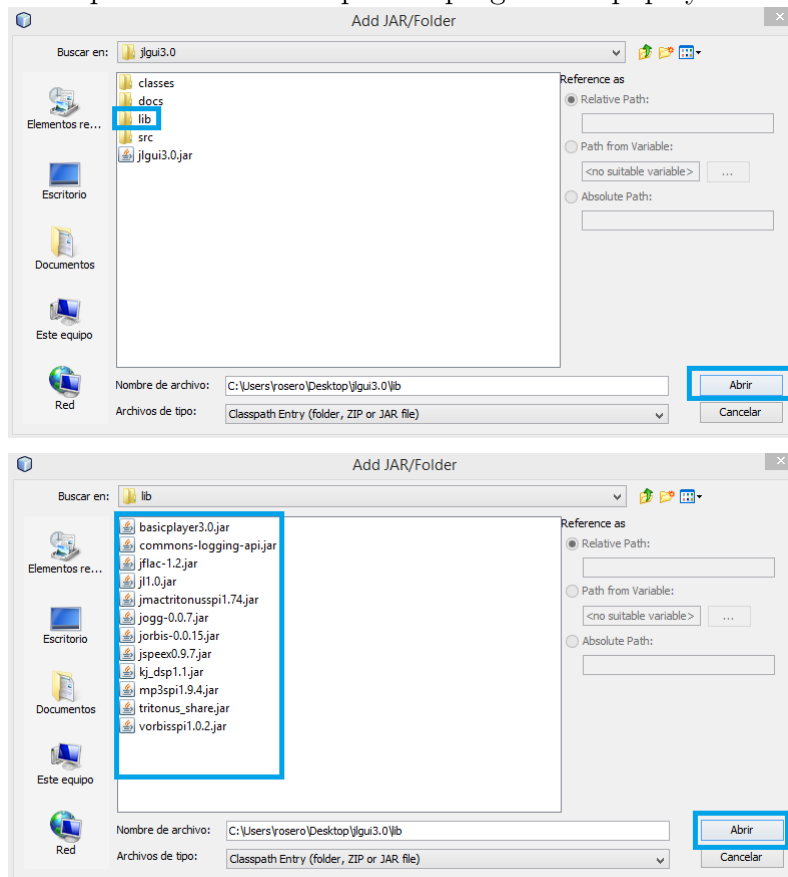 Add JAR/Folder
Buscar en: jlgui3.0
classes
docs
lib
src
jlgui3.0.jar
Elementos re...
Escritorio
Documentos
Este equipo
Red
Reference as
Relative Path:
Path from Variable:
<no suitable variable> ...
Absolute Path:
Nombre de archivo: C:\Users\rosero\Desktop\jlgui3.0\lib
Abrir
Archivos de tipo: Classpath Entry (folder, ZIP or JAR file)
Cancelar
Add JAR/Folder
Buscar en: lib
basicplayer3.0.jar
commons-logging-api.jar
jflac-1.2.jar
jl1.0.jar
jmactritonusspi1.74.jar
jogg-0.0.7.jar
jorbis-0.0.15.jar
jspeex0.9.7.jar
kj_dsp1.1.jar
mp3spi1.9.4.jar
tritonus_share.jar
vorbisspi1.0.2.jar
Elementos re...
Escritorio
Documentos
Este equipo
Red
Reference as
Relative Path:
Path from Variable:
<no suitable variable> ...
Absolute Path:
Nombre de archivo: C:\Users\rosero\Desktop\jlgui3.0\lib
Abrir
Archivos de tipo: Classpath Entry (folder, ZIP or JAR file)
Cancelar